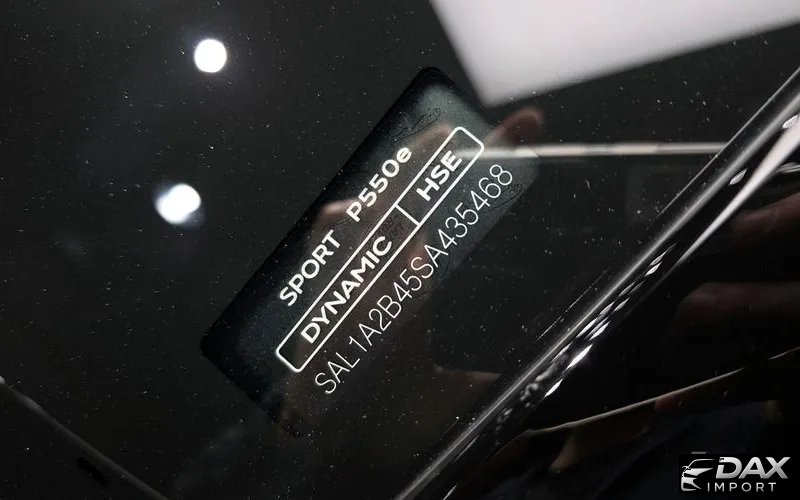 SPORT P550e
DYNAMIC HSE
SAL1A2B45SA435468
DAX
IMPORT